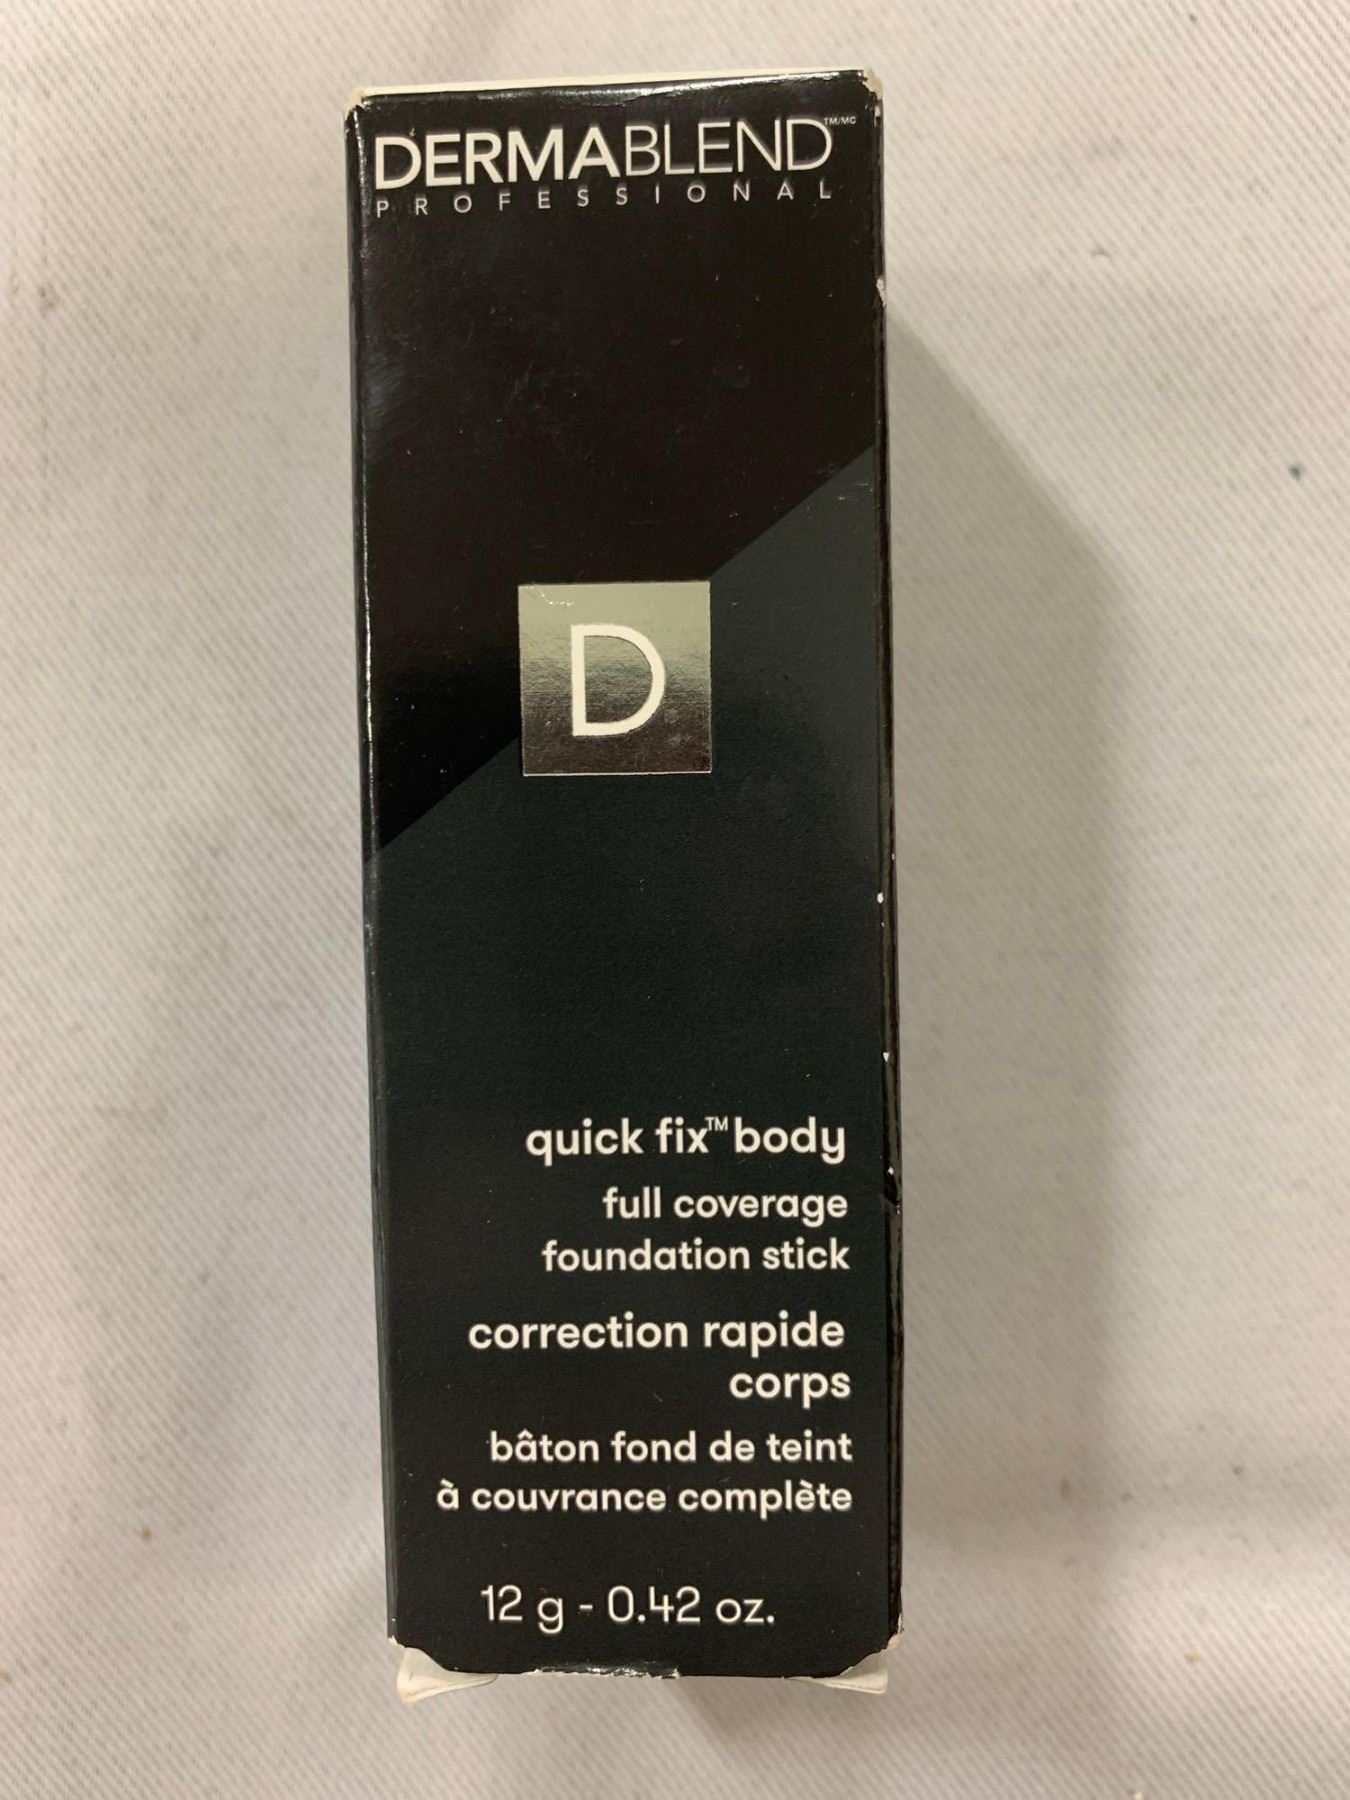 DERMABLEND™/MC
PROFESSIONAL
D
quick fix™ body
full coverage
foundation stick
correction rapide
corps
bâton fond de teint
à couvrance complète
12 g - 0.42 oz.